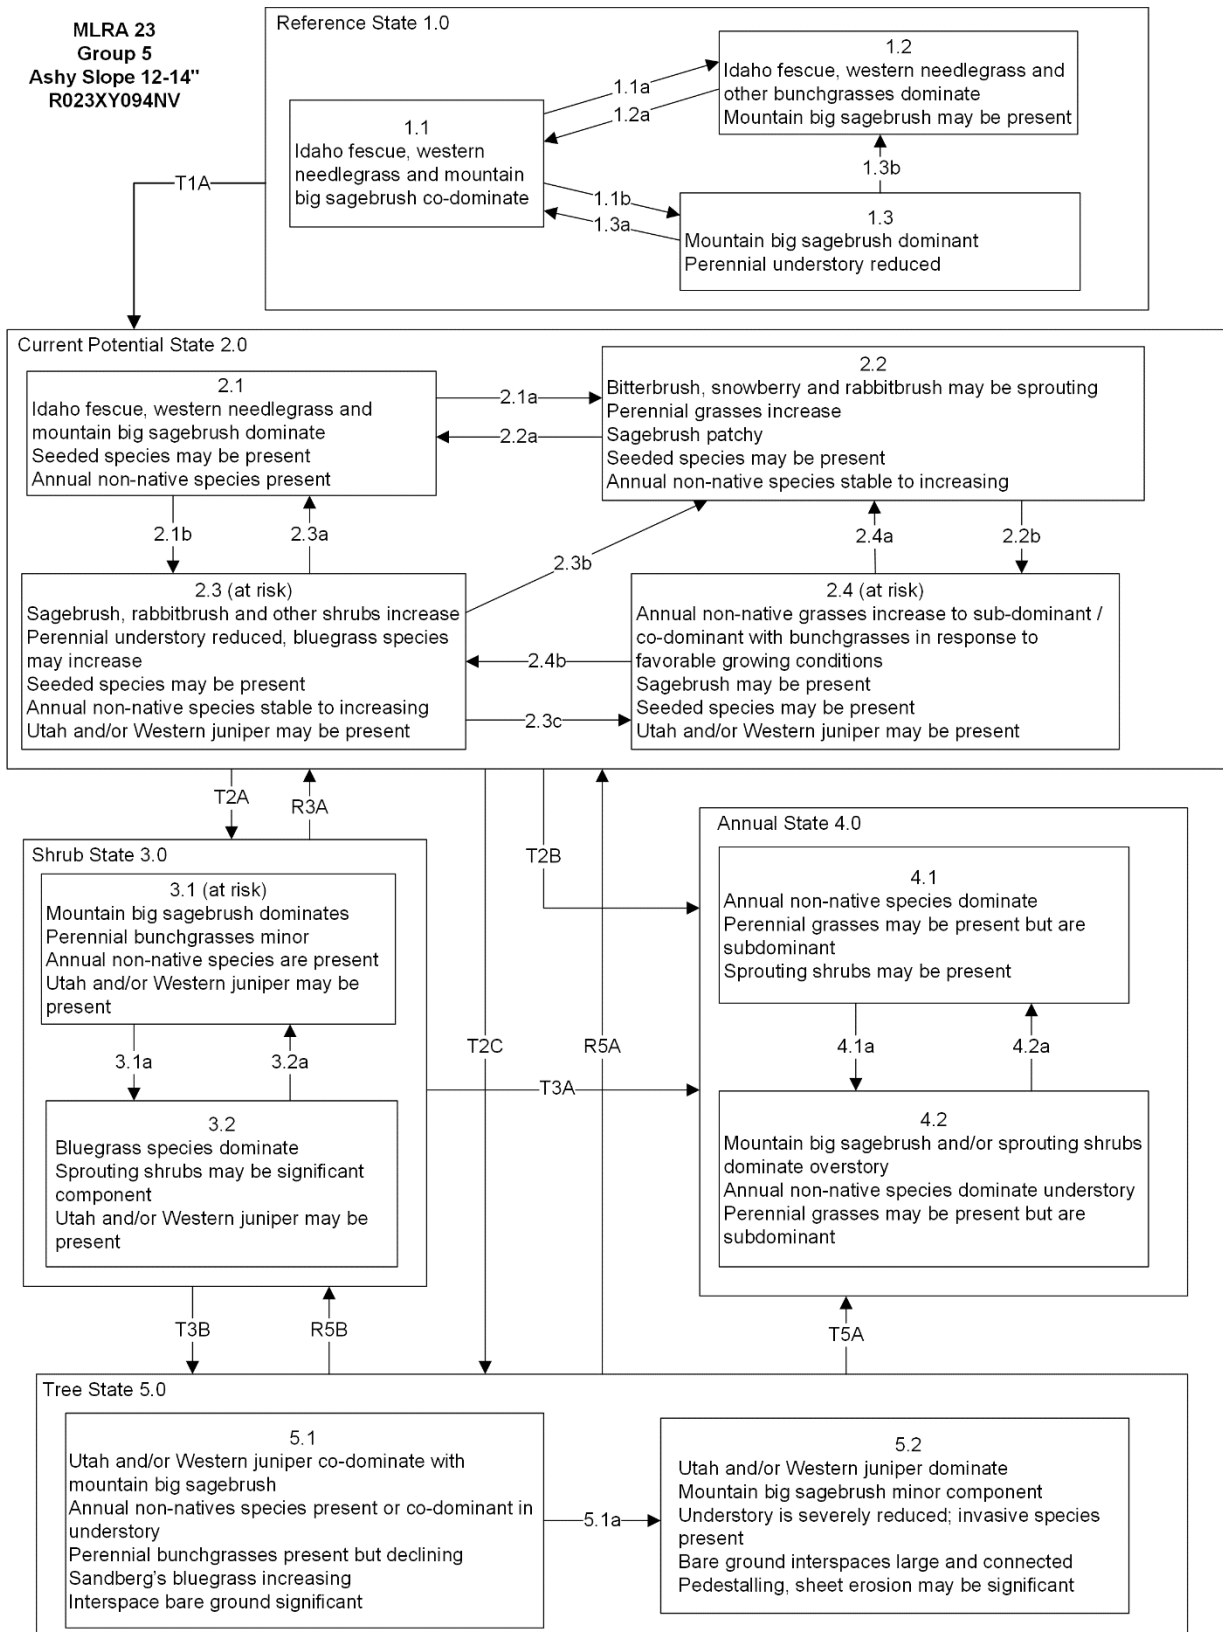 MLRA 23
Group 5
Ashy Slope 12-14"
R023XY094NV
Reference State 1.0
1.1
Idaho fescue, western
needlegrass and mountain
big sagebrush co-dominate
1.1a
1.2a
1.2
Idaho fescue, western needlegrass and
other bunchgrasses dominate
Mountain big sagebrush may be present
1.1b
1.3a
1.3b
1.3
Mountain big sagebrush dominant
Perennial understory reduced
T1A
Current Potential State 2.0
2.1
Idaho fescue, western needlegrass and
mountain big sagebrush dominate
Seeded species may be present
Annual non-native species present
2.1a
2.2a
2.2
Bitterbrush, snowberry and rabbitbrush may be sprouting
Perennial grasses increase
Sagebrush patchy
Seeded species may be present
Annual non-native species stable to increasing
2.1b
2.3a
2.3b
2.4a
2.2b
2.3 (at risk)
Sagebrush, rabbitbrush and other shrubs increase
Perennial understory reduced, bluegrass species
may increase
Seeded species may be present
Annual non-native species stable to increasing
Utah and/or Western juniper may be present
2.4b
2.3c
2.4 (at risk)
Annual non-native grasses increase to sub-dominant /
co-dominant with bunchgrasses in response to
favorable growing conditions
Sagebrush may be present
Seeded species may be present
Utah and/or Western juniper may be present
T2A
R3A
T2B
T2C
R5A
Shrub State 3.0
3.1 (at risk)
Mountain big sagebrush dominates
Perennial bunchgrasses minor
Annual non-native species are present
Utah and/or Western juniper may be
present
3.1a
3.2a
3.2
Bluegrass species dominate
Sprouting shrubs may be significant
component
Utah and/or Western juniper may be
present
T3A
Annual State 4.0
4.1
Annual non-native species dominate
Perennial grasses may be present but are
subdominant
Sprouting shrubs may be present
4.1a
4.2a
4.2
Mountain big sagebrush and/or sprouting shrubs
dominate overstory
Annual non-native species dominate understory
Perennial grasses may be present but are
subdominant
T3B
R5B
T5A
Tree State 5.0
5.1
Utah and/or Western juniper co-dominate with
mountain big sagebrush
Annual non-natives species present or co-dominant in
understory
Perennial bunchgrasses present but declining
Sandberg's bluegrass increasing
Interspace bare ground significant
5.1a
5.2
Utah and/or Western juniper dominate
Mountain big sagebrush minor component
Understory is severely reduced; invasive species
present
Bare ground interspaces large and connected
Pedestalling, sheet erosion may be significant